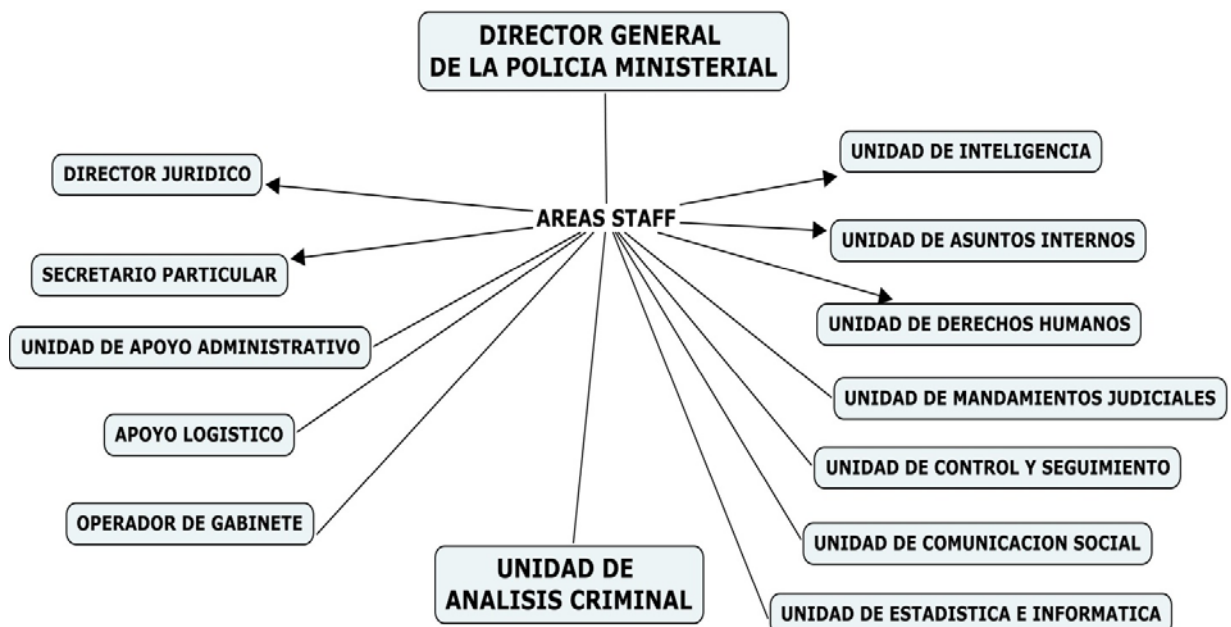 DIRECTOR GENERAL
DE LA POLICIA MINISTERIAL
UNIDAD DE INTELIGENCIA
DIRECTOR JURIDICO
AREAS STAFF
UNIDAD DE ASUNTOS INTERNOS
SECRETARIO PARTICULAR
UNIDAD DE DERECHOS HUMANOS
UNIDAD DE APOYO ADMINISTRATIVO
UNIDAD DE MANDAMIENTOS JUDICIALES
APOYO LOGISTICO
UNIDAD DE CONTROL Y SEGUIMIENTO
OPERADOR DE GABINETE
UNIDAD DE COMUNICACION SOCIAL
UNIDAD DE
ANALISIS CRIMINAL
UNIDAD DE ESTADISTICA E INFORMATICA